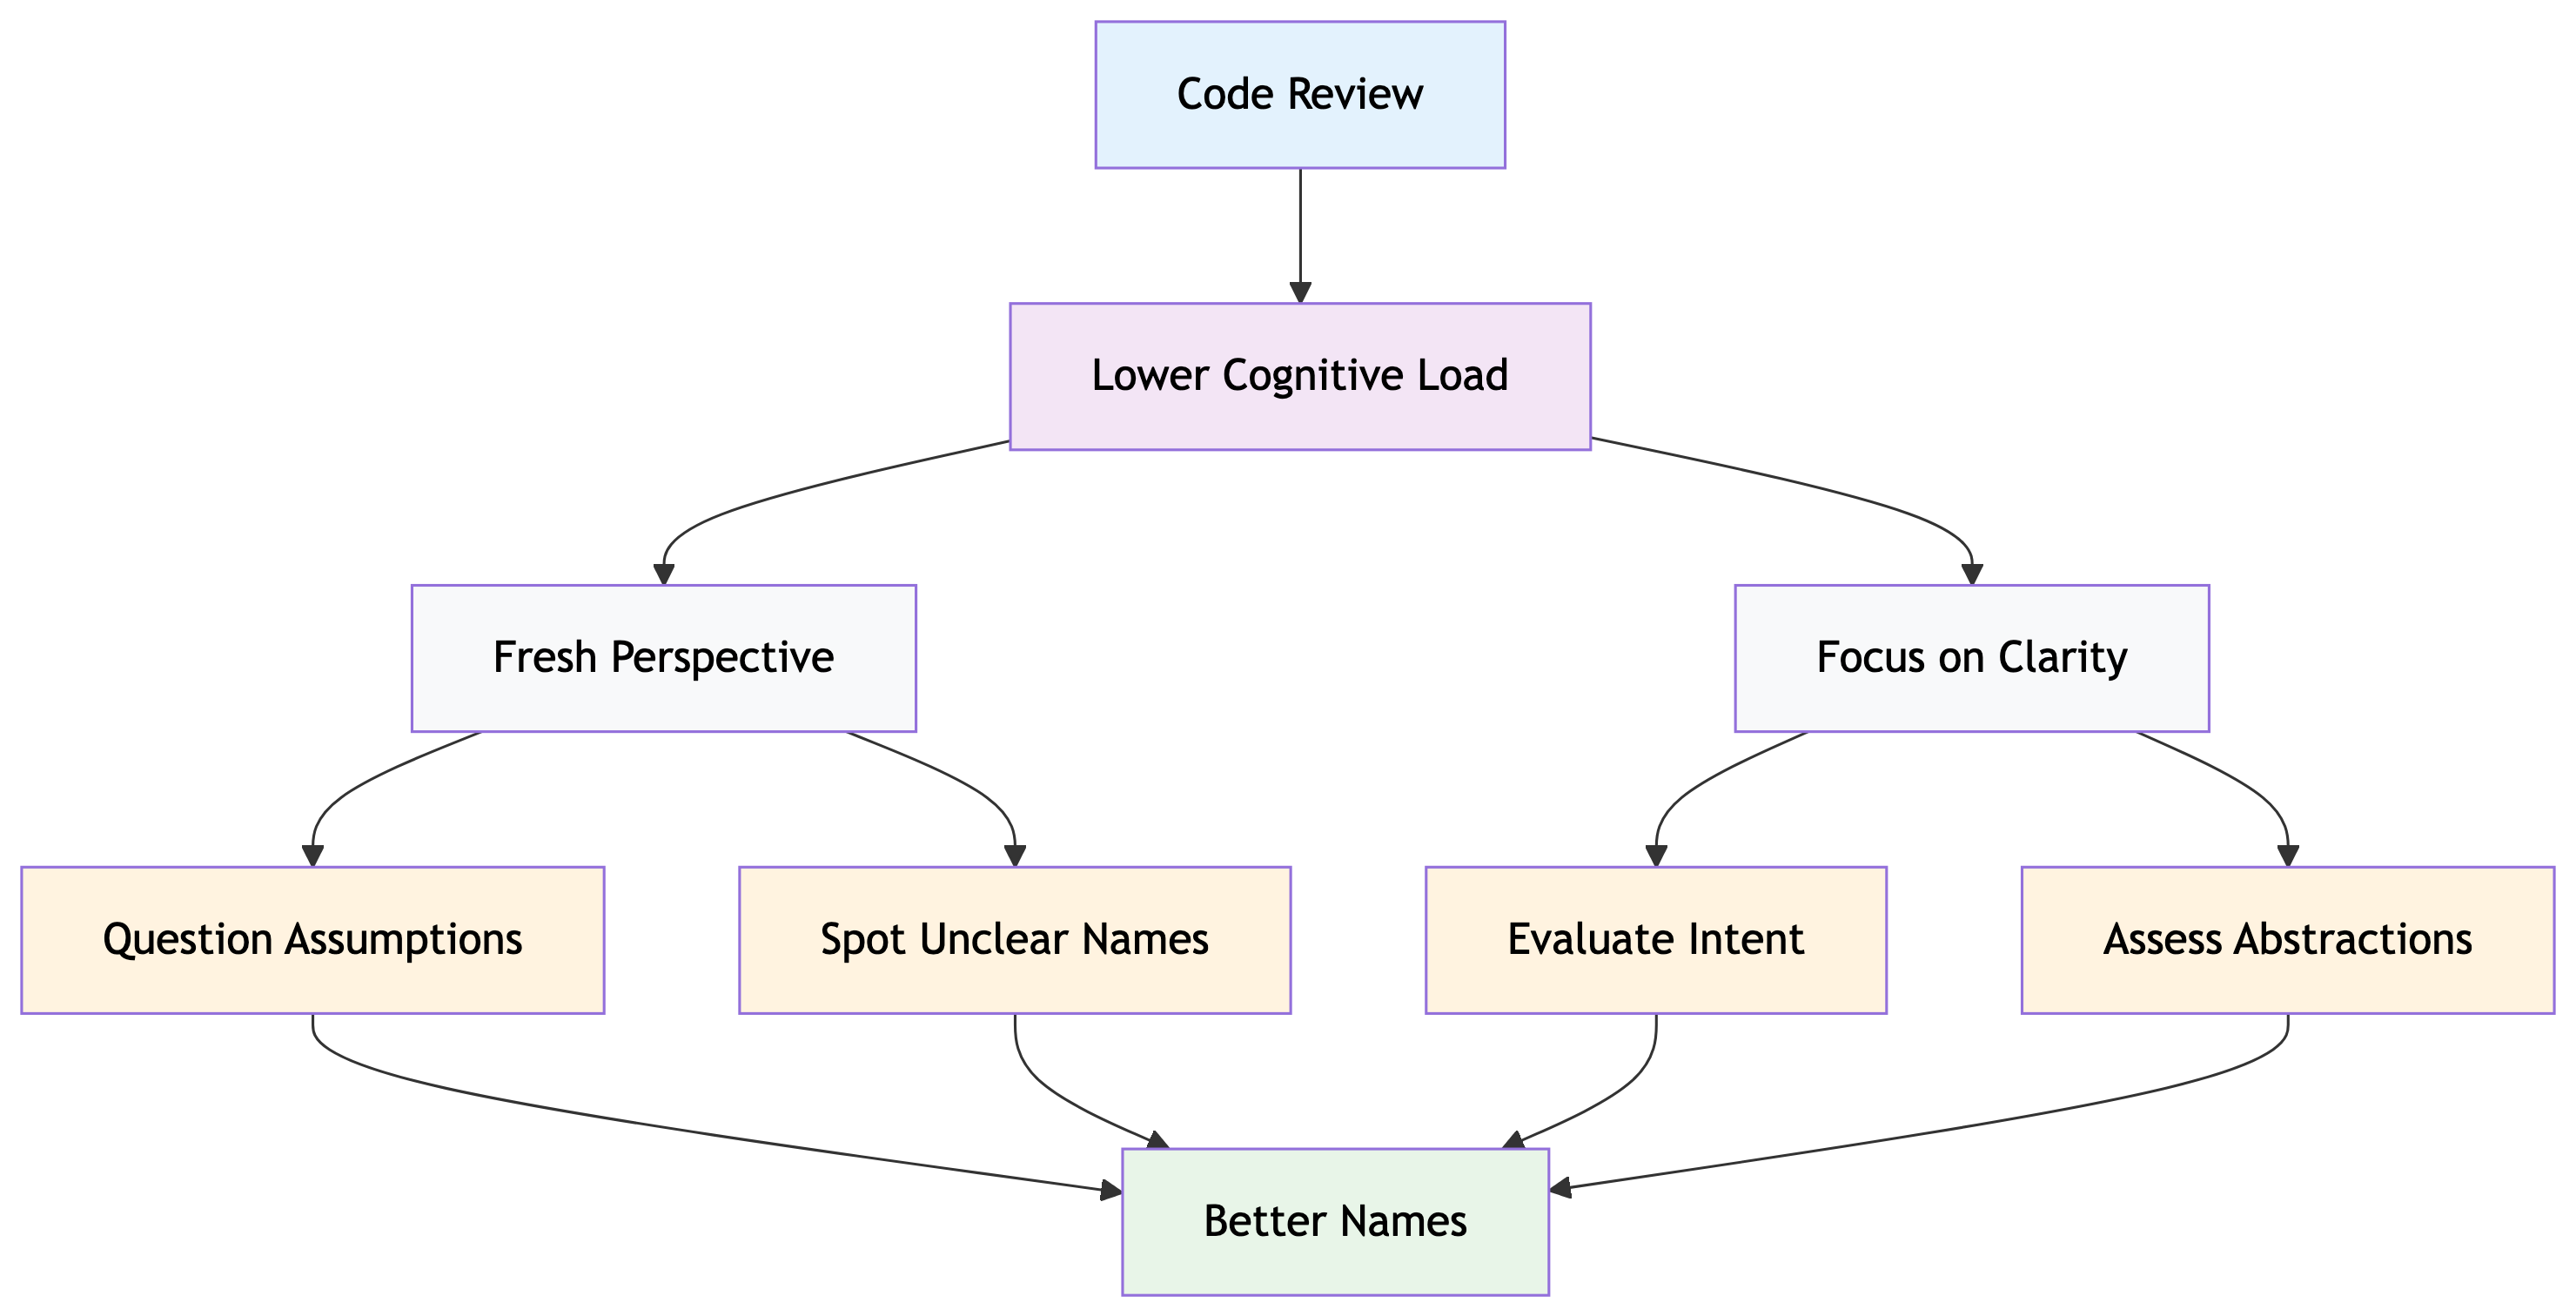 Code Review
Lower Cognitive Load
Fresh Perspective
Focus on Clarity
Question Assumptions
Spot Unclear Names
Evaluate Intent
Assess Abstractions
Better Names